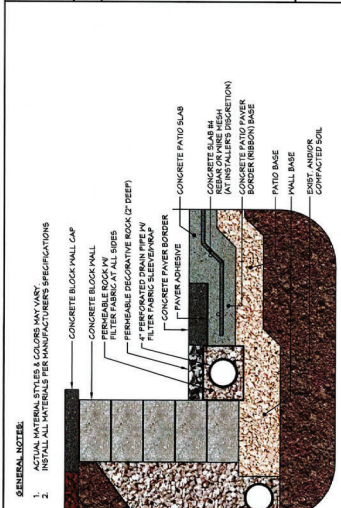 GENERAL NOTES:
1. ACTUAL MATERIAL STYLES & COLORS MAY VARY.
2. INSTALL ALL MATERIALS PER MANUFACTURER'S SPECIFICATIONS
CONCRETE BLOCK WALL CAP
CONCRETE BLOCK WALL
PERMEABLE ROCK W/
FILTER FABRIC AT ALL SIDES
PERMEABLE DECORATIVE ROCK (2" DEEP)
4" PERFORATED DRAIN PIPE W/
FILTER FABRIC SLEEVE/WRAP
CONCRETE PAVER BORDER
PAVER ADHESIVE
CONCRETE PATIO SLAB
CONCRETE SLAB #4
REBAR OR WIRE MESH
(AT INSTALLER'S DISCRETION)
CONCRETE PATIO PAVER
BORDER (RIBBON) BASE
PATIO BASE
WALL BASE
EXIST. AND/OR
COMPACTED SOIL